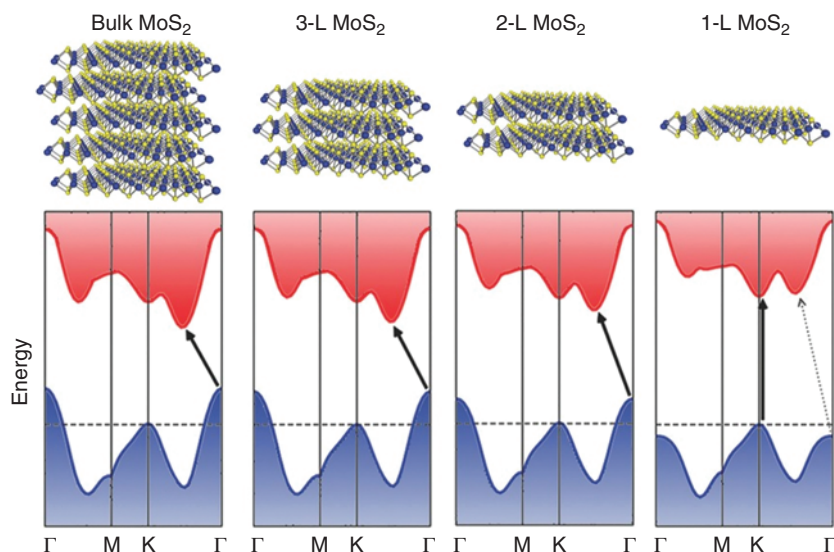 Bulk MoS₂ 3-L MoS₂ 2-L MoS₂ 1-L MoS₂
Energy
Γ M K Γ Γ M K Γ Γ M K Γ Γ M K Γ